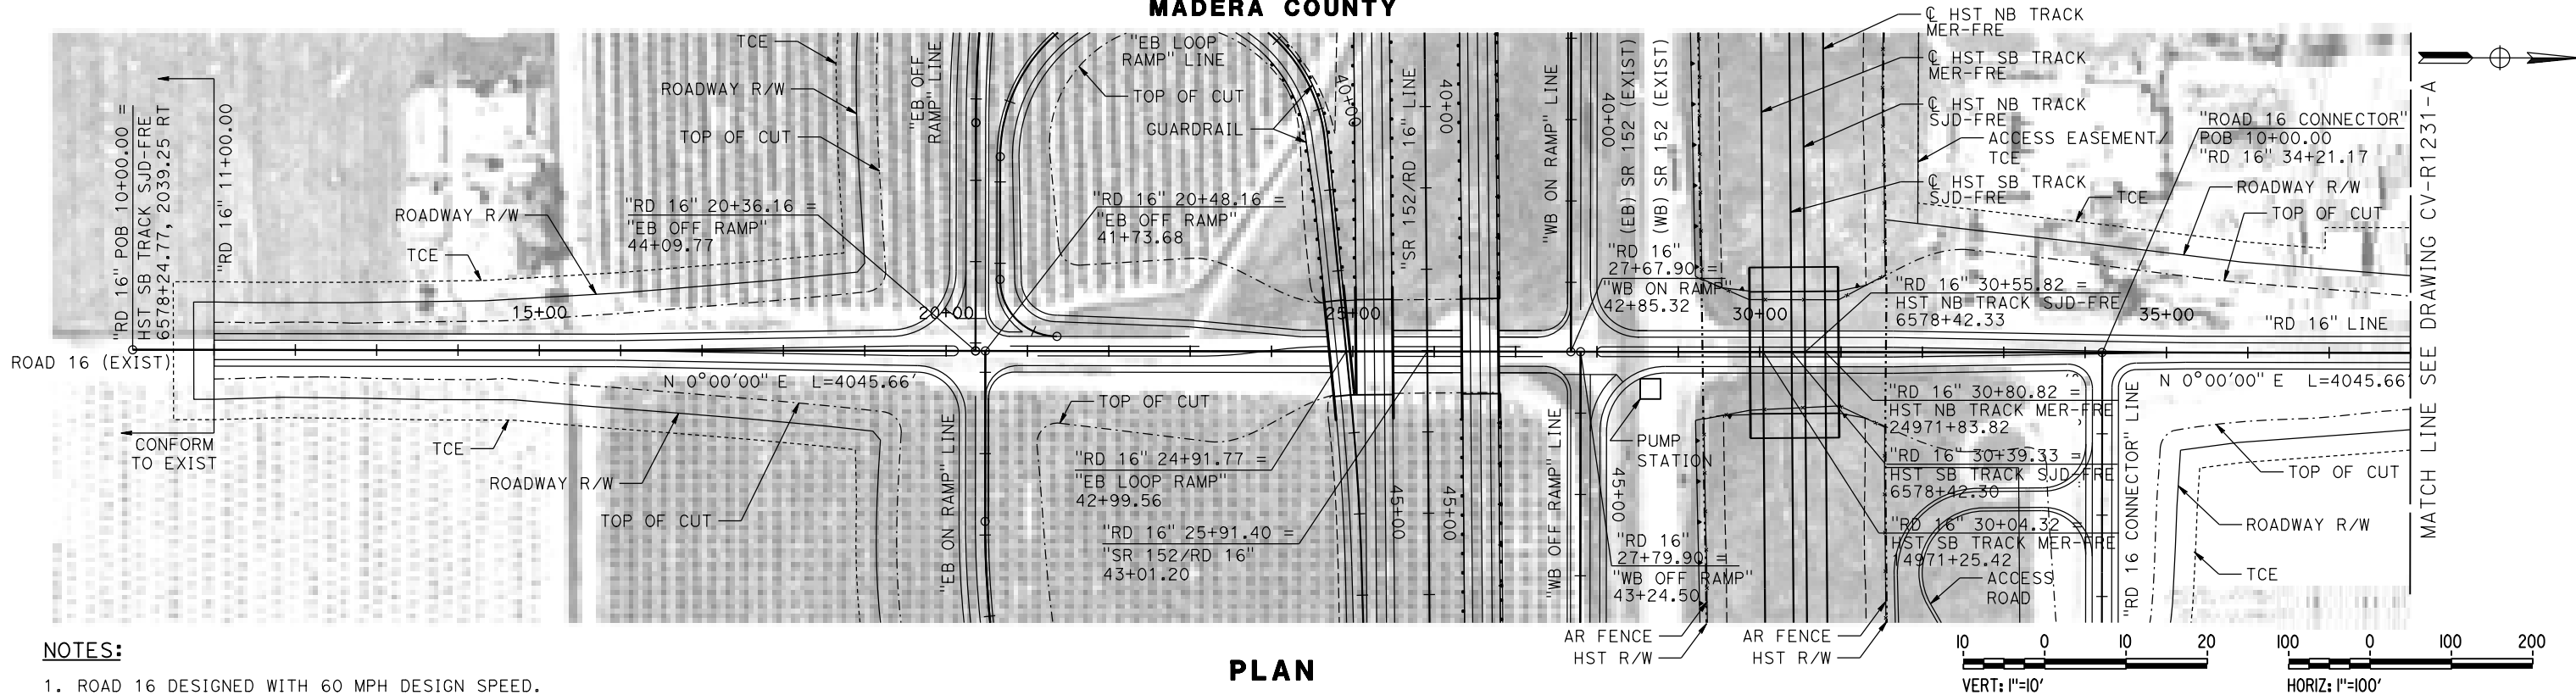 MADERA COUNTY
TCE
ROADWAY R/W
TOP OF CUT
"EB OFF
RAMP" LINE
"EB LOOP
RAMP" LINE
TOP OF CUT
GUARDRAIL
40+00
"SR 152/RD 16" LINE
40+00
"WB ON RAMP" LINE
40+00
(EB) SR 152 (EXIST)
(WB) SR 152 (EXIST)
℄ HST NB TRACK
MER-FRE
℄ HST SB TRACK
MER-FRE
℄ HST NB TRACK
SJD-FRE
ACCESS EASEMENT/
TCE
℄ HST SB TRACK
SJD-FRE
"ROAD 16 CONNECTOR"
POB 10+00.00
"RD 16" 34+21.17
ROADWAY R/W
TCE
TOP OF CUT
"RD 16" POB 10+00.00 =
HST SB TRACK SJD-FRE
6578+24.77, 2039.25 RT
"RD 16" 11+00.00
ROADWAY R/W
TCE
"RD 16" 20+36.16 =
"EB OFF RAMP"
44+09.77
"RD 16" 20+48.16 =
"EB OFF RAMP"
41+73.68
"RD 16"
27+67.90 =
"WB ON RAMP"
42+85.32
"RD 16" 30+55.82 =
HST NB TRACK SJD-FRE
6578+42.33
15+00
20+00
25+00
30+00
35+00
"RD 16" LINE
ROAD 16 (EXIST)
N 0°00'00" E L=4045.66'
N 0°00'00" E L=4045.66'
CONFORM
TO EXIST
TCE
ROADWAY R/W
TOP OF CUT
"EB ON RAMP" LINE
TOP OF CUT
"RD 16" 24+91.77 =
"EB LOOP RAMP"
42+99.56
"RD 16" 25+91.40 =
"SR 152/RD 16"
43+01.20
45+00
45+00
"WB OFF RAMP" LINE
45+00
PUMP
STATION
"RD 16"
27+79.90 =
"WB OFF RAMP"
43+24.50
"RD 16" 30+80.82 =
HST NB TRACK MER-FRE
24971+83.82
"RD 16" 30+39.33 =
HST SB TRACK SJD-FRE
6578+42.30
"RD 16" 30+04.32 =
HST SB TRACK MER-FRE
14971+25.42
ACCESS
ROAD
"RD 16 CONNECTOR" LINE
TOP OF CUT
ROADWAY R/W
TCE
MATCH LINE SEE DRAWING CV-R1231-A
AR FENCE
HST R/W
AR FENCE
HST R/W
NOTES:
1. ROAD 16 DESIGNED WITH 60 MPH DESIGN SPEED.
PLAN
10 0 10 20
VERT: 1"=10'
100 0 100 200
HORIZ: 1"=100'